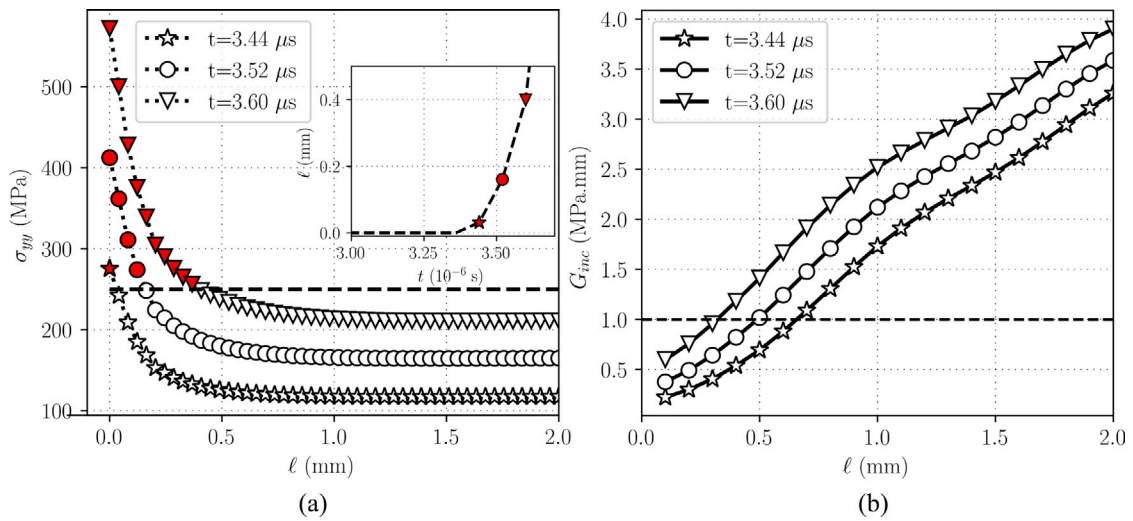 t=3.44 μs
t=3.52 μs
t=3.60 μs
500
400
300
200
100
σyy (MPa)
0.0 0.5 1.0 1.5 2.0
ℓ (mm)
(a)
0.4
0.2
0.0
ℓ (mm)
3.00 3.25 3.50
t (10⁻⁶ s)
t=3.44 μs
t=3.52 μs
t=3.60 μs
4.0
3.5
3.0
2.5
2.0
1.5
1.0
0.5
Ginc (MPa.mm)
0.0 0.5 1.0 1.5 2.0
ℓ (mm)
(b)